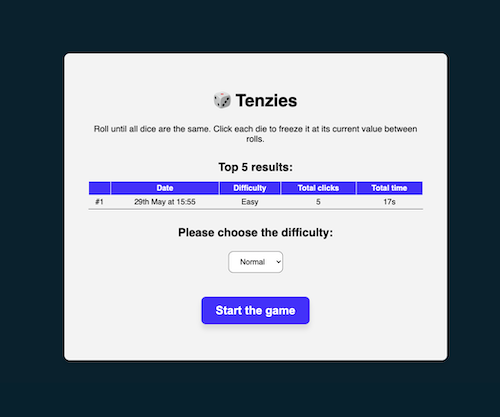 Tenzies
Roll until all dice are the same. Click each die to freeze it at its current value between
rolls.
Top 5 results:
Date Difficulty Total clicks Total time
#1 29th May at 15:55 Easy 5 17s
Please choose the difficulty:
Normal
Start the game